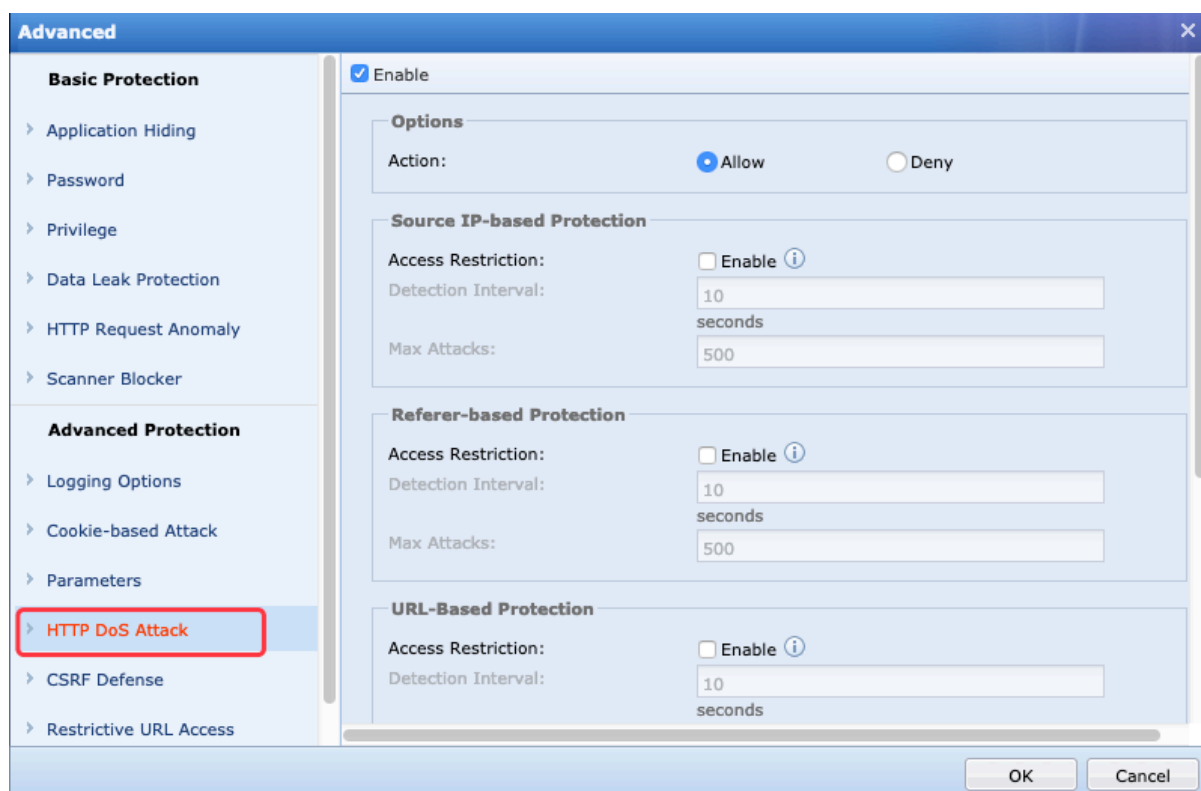 Advanced
Basic Protection
Application Hiding
Password
Privilege
Data Leak Protection
HTTP Request Anomaly
Scanner Blocker
Advanced Protection
Logging Options
Cookie-based Attack
Parameters
HTTP DoS Attack
CSRF Defense
Restrictive URL Access
Enable
Options
Action: Allow Deny
Source IP-based Protection
Access Restriction: Enable
Detection Interval: 10
seconds
Max Attacks: 500
Referer-based Protection
Access Restriction: Enable
Detection Interval: 10
seconds
Max Attacks: 500
URL-Based Protection
Access Restriction: Enable
Detection Interval: 10
seconds
OK Cancel